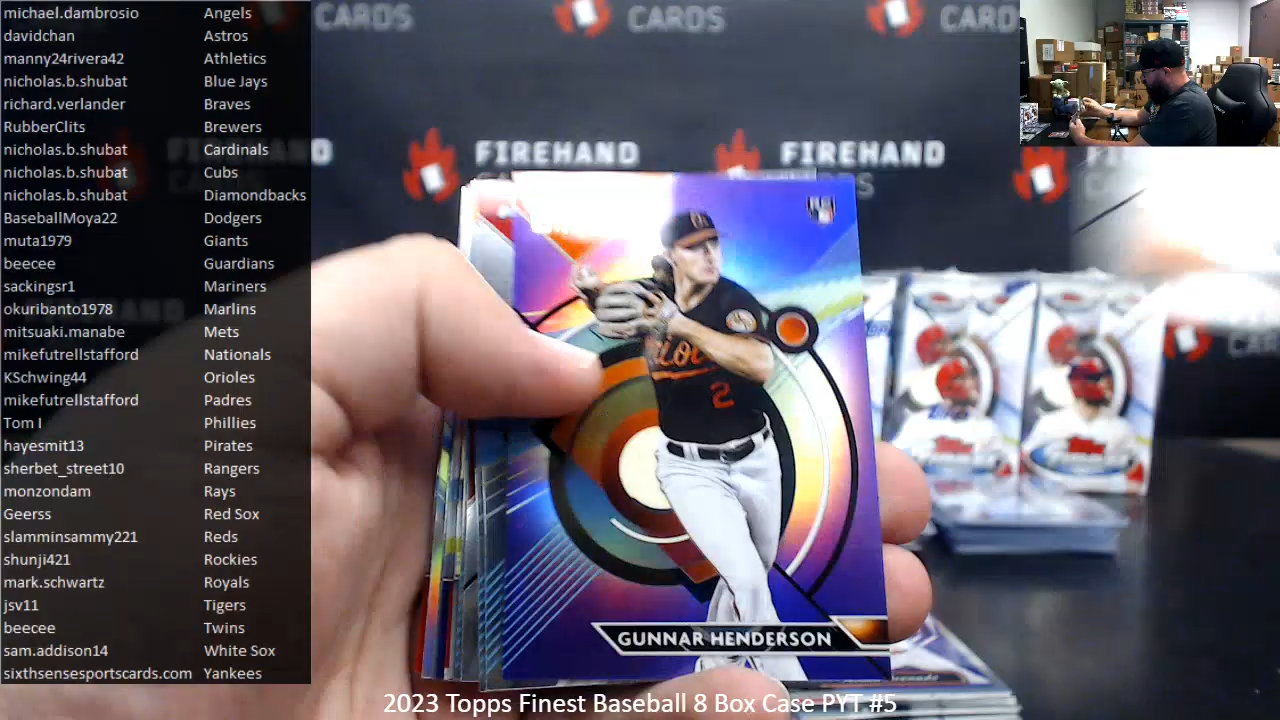 michael.dambrosio Angels
davidchan Astros
manny24rivera42 Athletics
nicholas.b.shubat Blue Jays
richard.verlander Braves
RubberClits Brewers
nicholas.b.shubat Cardinals
nicholas.b.shubat Cubs
nicholas.b.shubat Diamondbacks
BaseballMoya22 Dodgers
muta1979 Giants
beecee Guardians
sackingsr1 Mariners
okuribanto1978 Marlins
mitsuaki.manabe Mets
mikefutrellstafford Nationals
KSchwing44 Orioles
mikefutrellstafford Padres
Tom I Phillies
hayesmit13 Pirates
sherbet_street10 Rangers
monzondam Rays
Geerss Red Sox
slamminsammy221 Reds
shunji421 Rockies
mark.schwartz Royals
jsv11 Tigers
beecee Twins
sam.addison14 White Sox
sixthsensesportscards.com Yankees
CARDS CARDS CARD
FIREHAND FIREHAND
2
GUNNAR HENDERSON
2023 Topps Finest Baseball 8 Box Case PYT #5